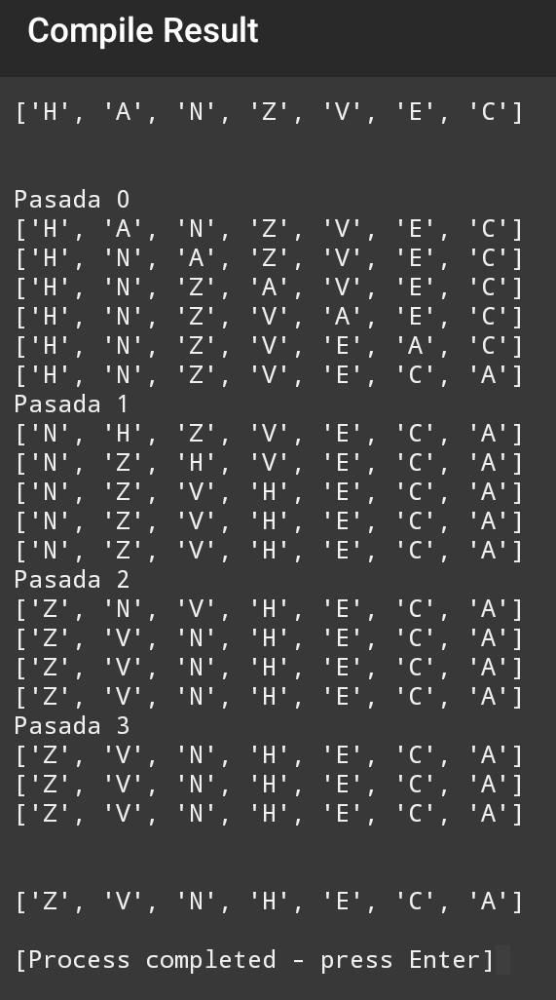 Compile Result
['H', 'A', 'N', 'Z', 'V', 'E', 'C']
Pasada 0
['H', 'A', 'N', 'Z', 'V', 'E', 'C']
['H', 'N', 'A', 'Z', 'V', 'E', 'C']
['H', 'N', 'Z', 'A', 'V', 'E', 'C']
['H', 'N', 'Z', 'V', 'A', 'E', 'C']
['H', 'N', 'Z', 'V', 'E', 'A', 'C']
['H', 'N', 'Z', 'V', 'E', 'C', 'A']
Pasada 1
['N', 'H', 'Z', 'V', 'E', 'C', 'A']
['N', 'Z', 'H', 'V', 'E', 'C', 'A']
['N', 'Z', 'V', 'H', 'E', 'C', 'A']
['N', 'Z', 'V', 'H', 'E', 'C', 'A']
['N', 'Z', 'V', 'H', 'E', 'C', 'A']
Pasada 2
['Z', 'N', 'V', 'H', 'E', 'C', 'A']
['Z', 'V', 'N', 'H', 'E', 'C', 'A']
['Z', 'V', 'N', 'H', 'E', 'C', 'A']
['Z', 'V', 'N', 'H', 'E', 'C', 'A']
Pasada 3
['Z', 'V', 'N', 'H', 'E', 'C', 'A']
['Z', 'V', 'N', 'H', 'E', 'C', 'A']
['Z', 'V', 'N', 'H', 'E', 'C', 'A']
['Z', 'V', 'N', 'H', 'E', 'C', 'A']
[Process completed - press Enter]